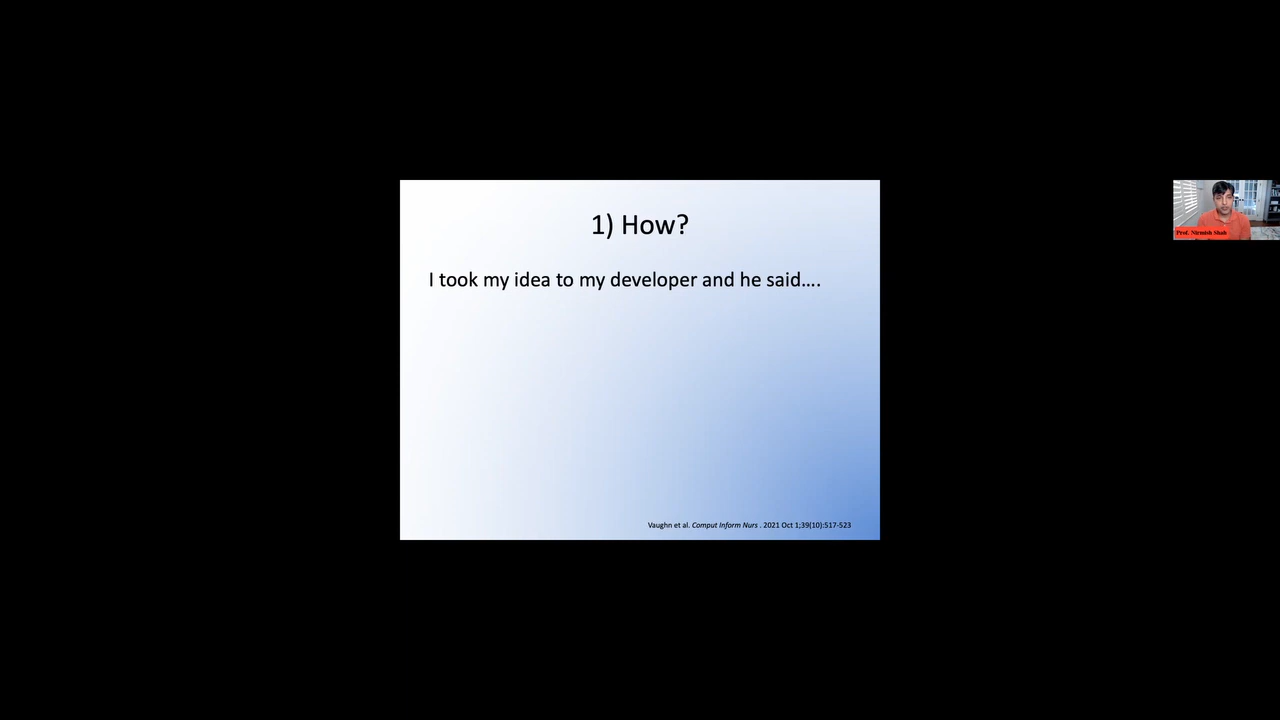 1) How?
I took my idea to my developer and he said….
Vaughn et al. Comput Inform Nurs . 2021 Oct 1;39(10):517-523
Prof. Nirmish Shah